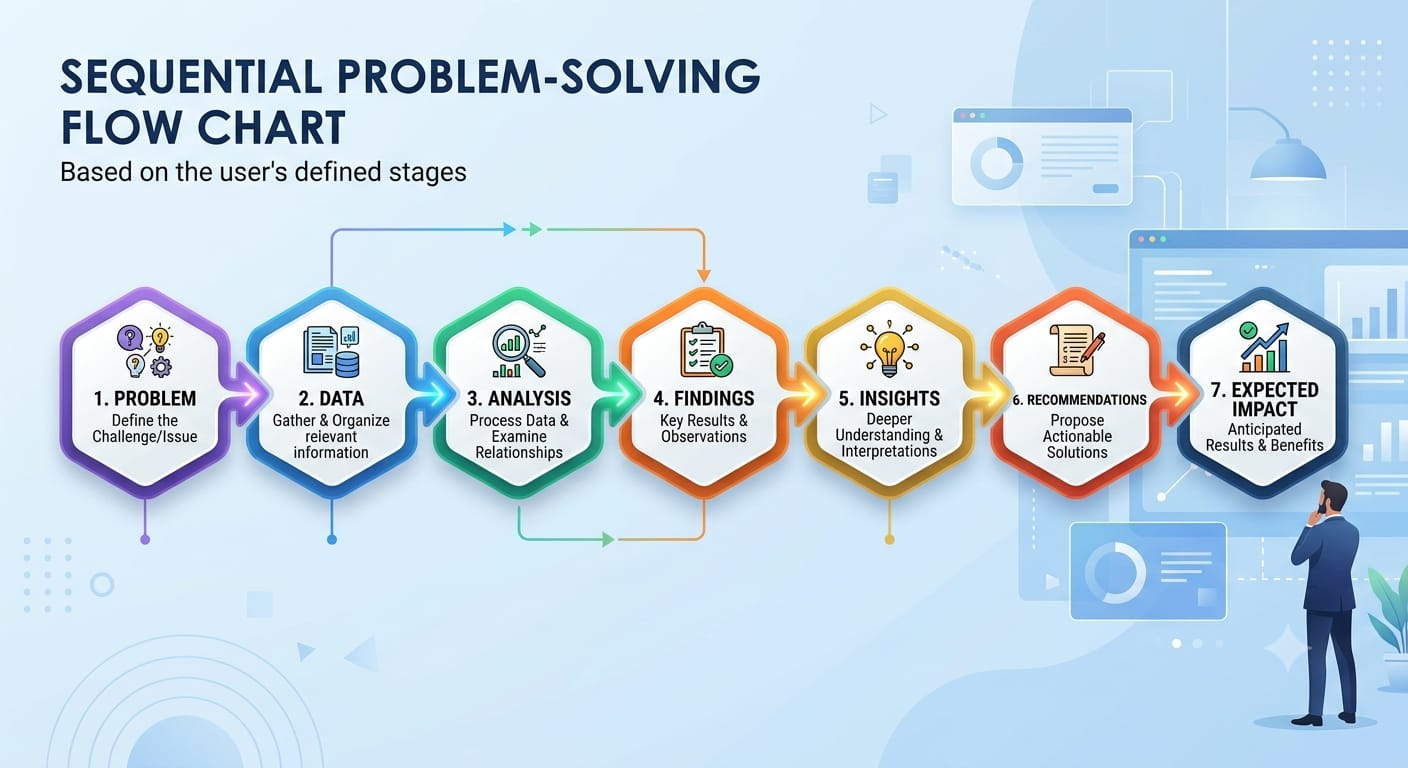 SEQUENTIAL PROBLEM-SOLVING
FLOW CHART
Based on the user's defined stages
1. PROBLEM
Define the
Challenge/Issue
2. DATA
Gather & Organize
relevant
information
3. ANALYSIS
Process Data &
Examine
Relationships
4. FINDINGS
Key Results &
Observations
5. INSIGHTS
Deeper
Understanding &
Interpretations
6. RECOMMENDATIONS
Propose
Actionable
Solutions
7. EXPECTED
IMPACT
Anticipated
Results & Benefits